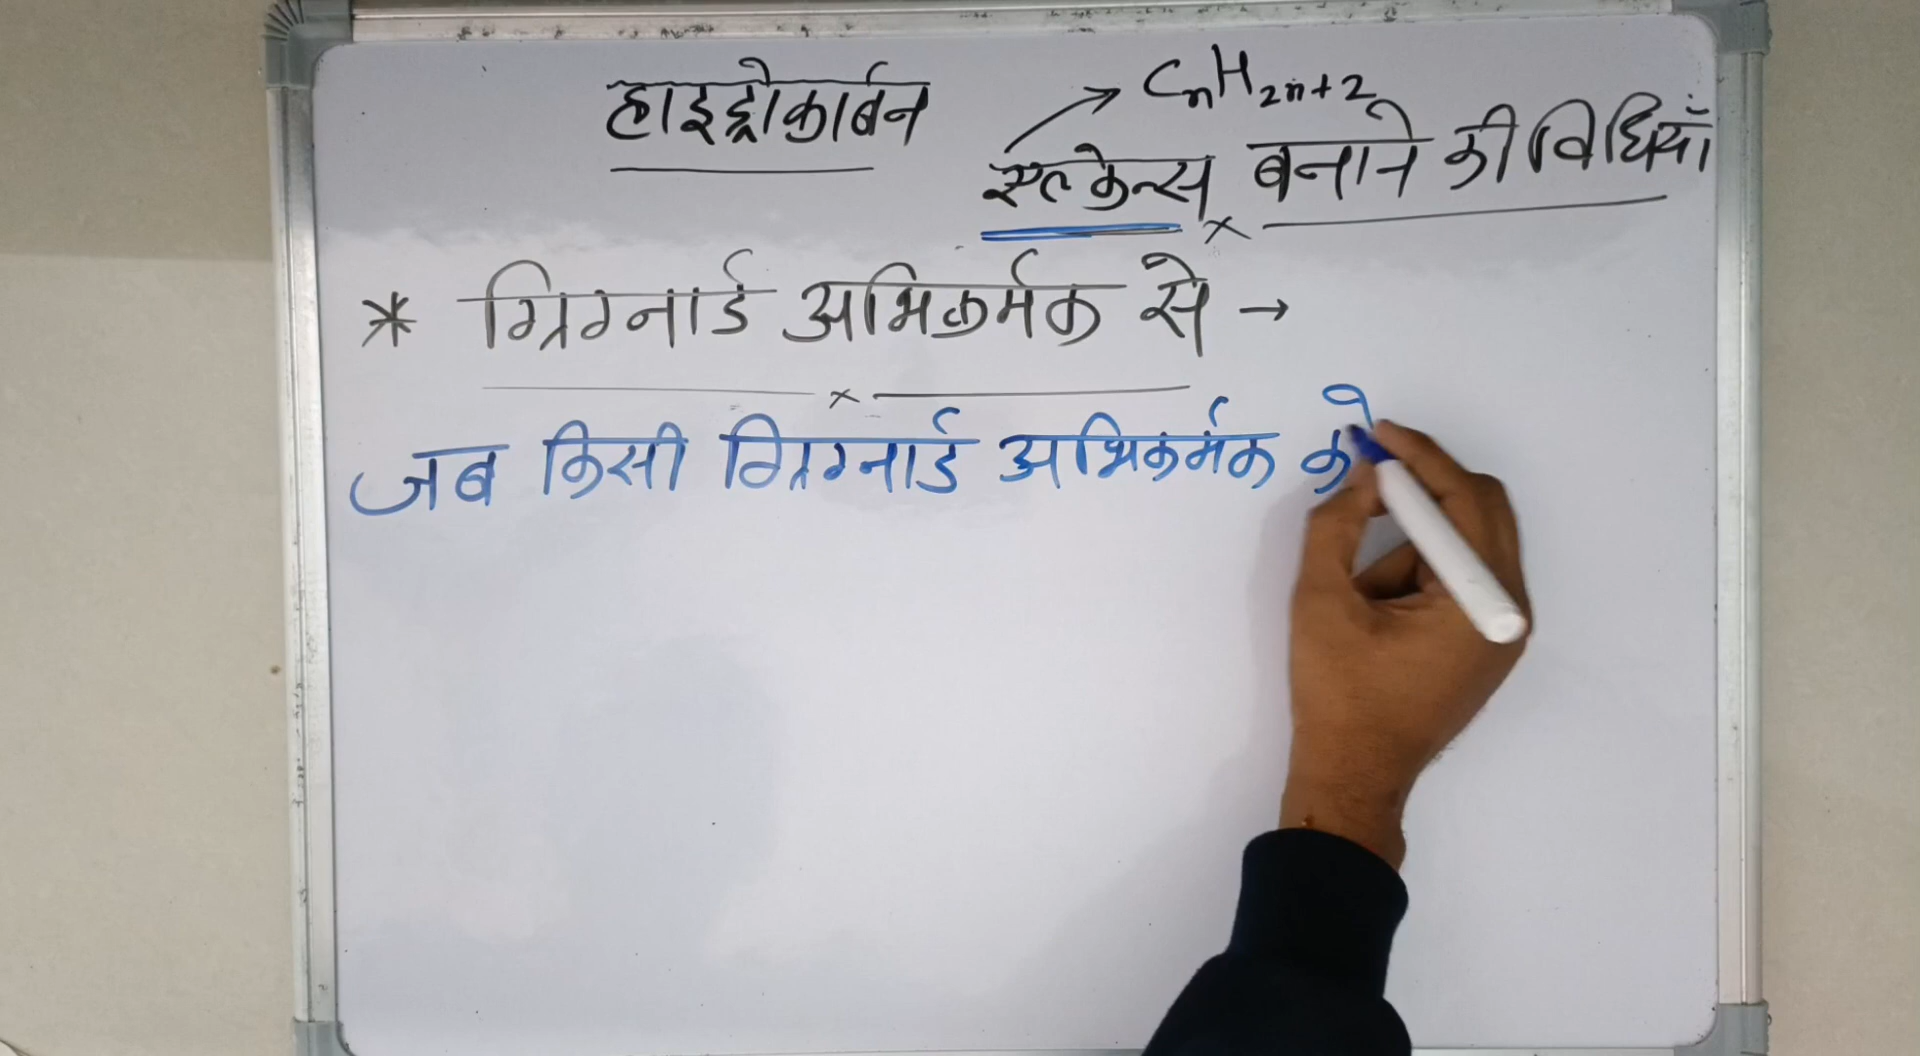 हाइड्रोकार्बन
CnH2n+2
एल्केन्स बनाने की विधियाँ
* ग्रिग्नार्ड अभिकर्मक से →
जब किसी ग्रिग्नार्ड अभिकर्मक को